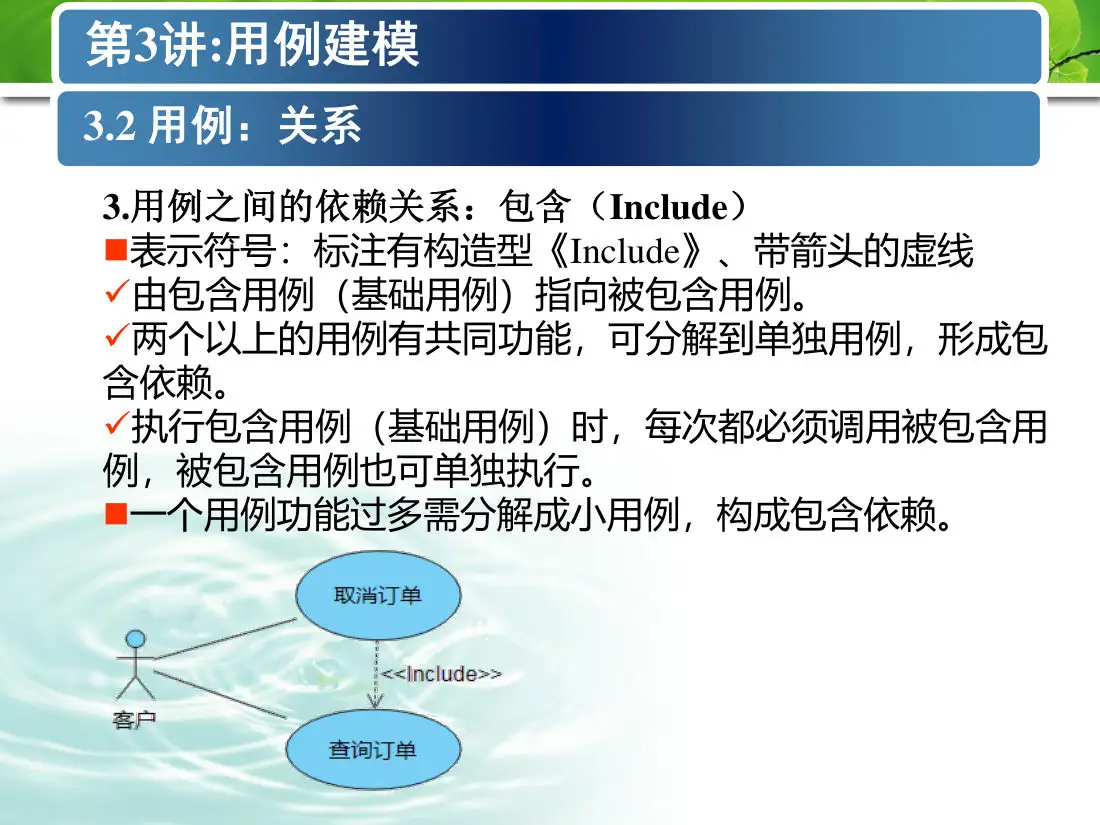 第3讲:用例建模
3.2 用例：关系
3.用例之间的依赖关系：包含（Include）
■表示符号：标注有构造型《Include》、带箭头的虚线
✓由包含用例（基础用例）指向被包含用例。
✓两个以上的用例有共同功能，可分解到单独用例，形成包
含依赖。
✓执行包含用例（基础用例）时，每次都必须调用被包含用
例，被包含用例也可单独执行。
■一个用例功能过多需分解成小用例，构成包含依赖。
取消订单
<<Include>>
客户
查询订单